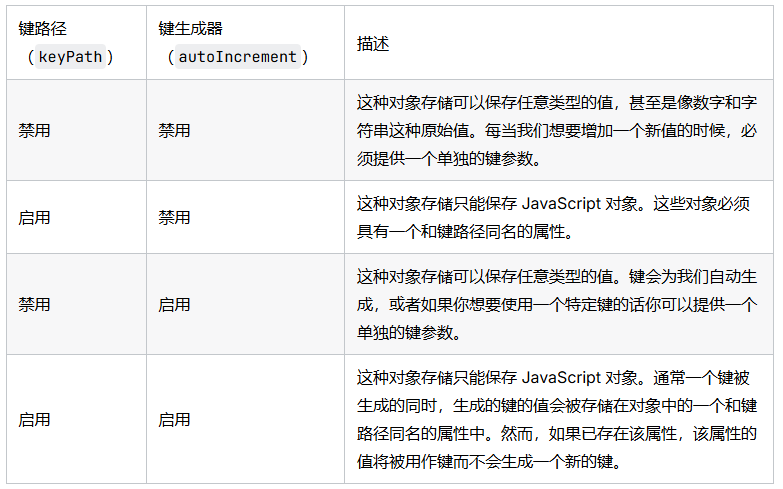 键路径
（keyPath）
键生成器
（autoIncrement）
描述
禁用
禁用
这种对象存储可以保存任意类型的值，甚至是像数字和字
符串这种原始值。每当我们想要增加一个新值的时候，必
须提供一个单独的键参数。
启用
禁用
这种对象存储只能保存 JavaScript 对象。这些对象必须
具有一个和键路径同名的属性。
禁用
启用
这种对象存储可以保存任意类型的值。键会为我们自动生
成，或者如果你想要使用一个特定键的话你可以提供一个
单独的键参数。
启用
启用
这种对象存储只能保存 JavaScript 对象。通常一个键被
生成的同时，生成的键的值会被存储在对象中的一个和键
路径同名的属性中。然而，如果已存在该属性，该属性的
值将被用作键而不会生成一个新的键。